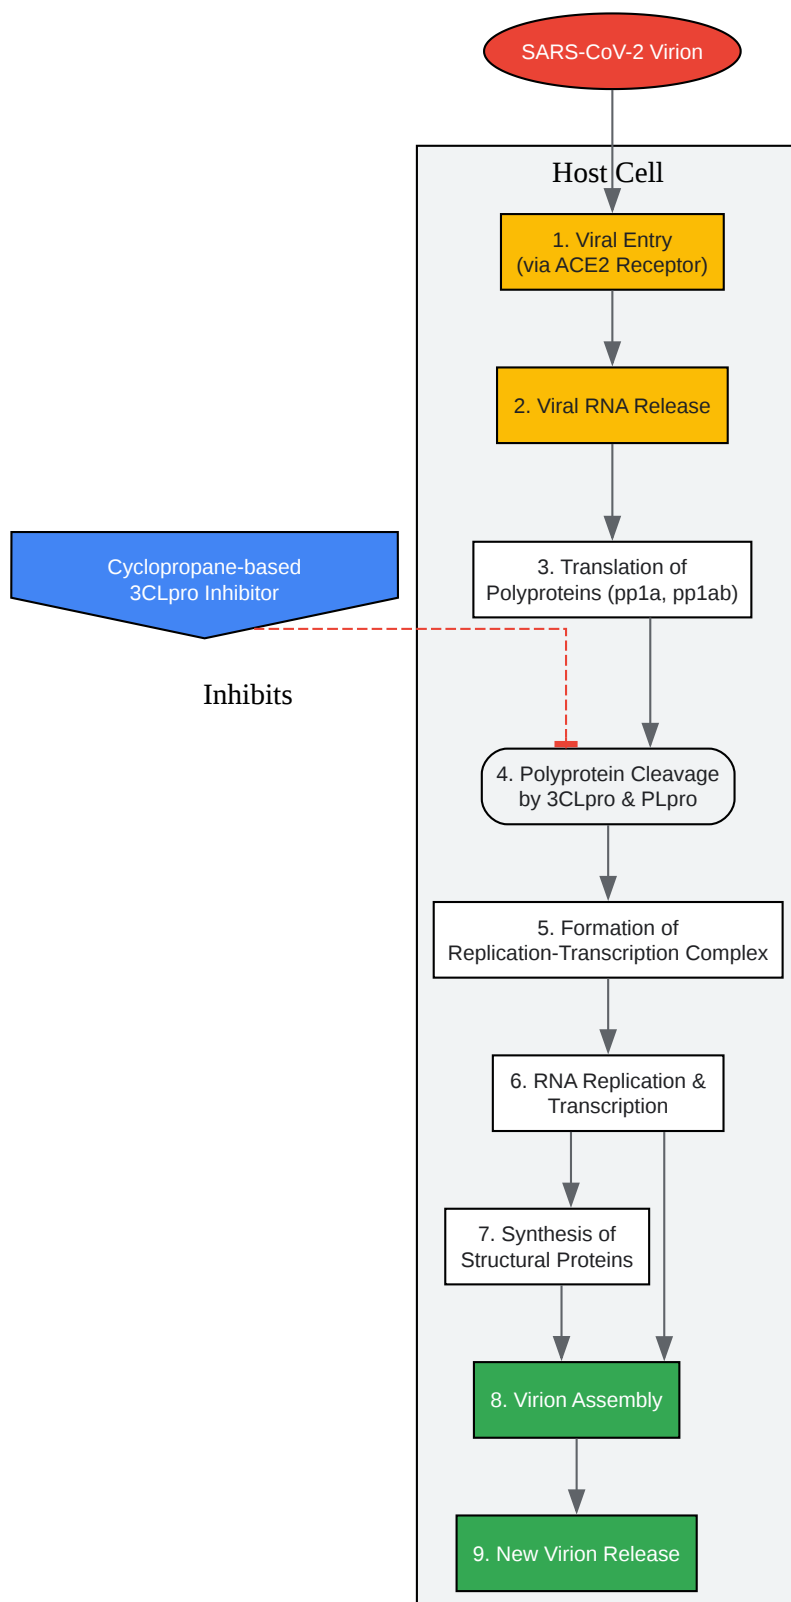 SARS-CoV-2 Virion
Host Cell
1. Viral Entry
(via ACE2 Receptor)
2. Viral RNA Release
Cyclopropane-based
3CLpro Inhibitor
3. Translation of
Polyproteins (pp1a, pp1ab)
Inhibits
4. Polyprotein Cleavage
by 3CLpro & PLpro
5. Formation of
Replication-Transcription Complex
6. RNA Replication &
Transcription
7. Synthesis of
Structural Proteins
8. Virion Assembly
9. New Virion Release